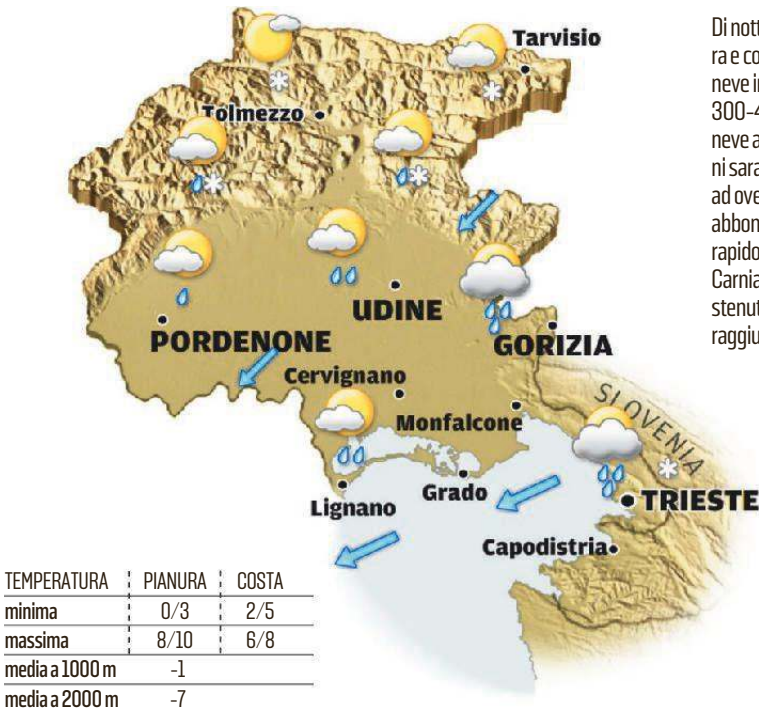 Tarvisio
Tolmezzo
UDINE
PORDENONE
GORIZIA
Cervignano
Monfalcone
SLOVENIA
Lignano
Grado
TRIESTE
Capodistria
TEMPERATURA PIANURA COSTA
minima 0/3 2/5
massima 8/10 6/8
media a 1000 m -1
media a 2000 m -7
Di nott
ra e co
neve in
300-4
neve a
ni sara
ad ove
abbon
rapido
Carnia
stenut
raggiu